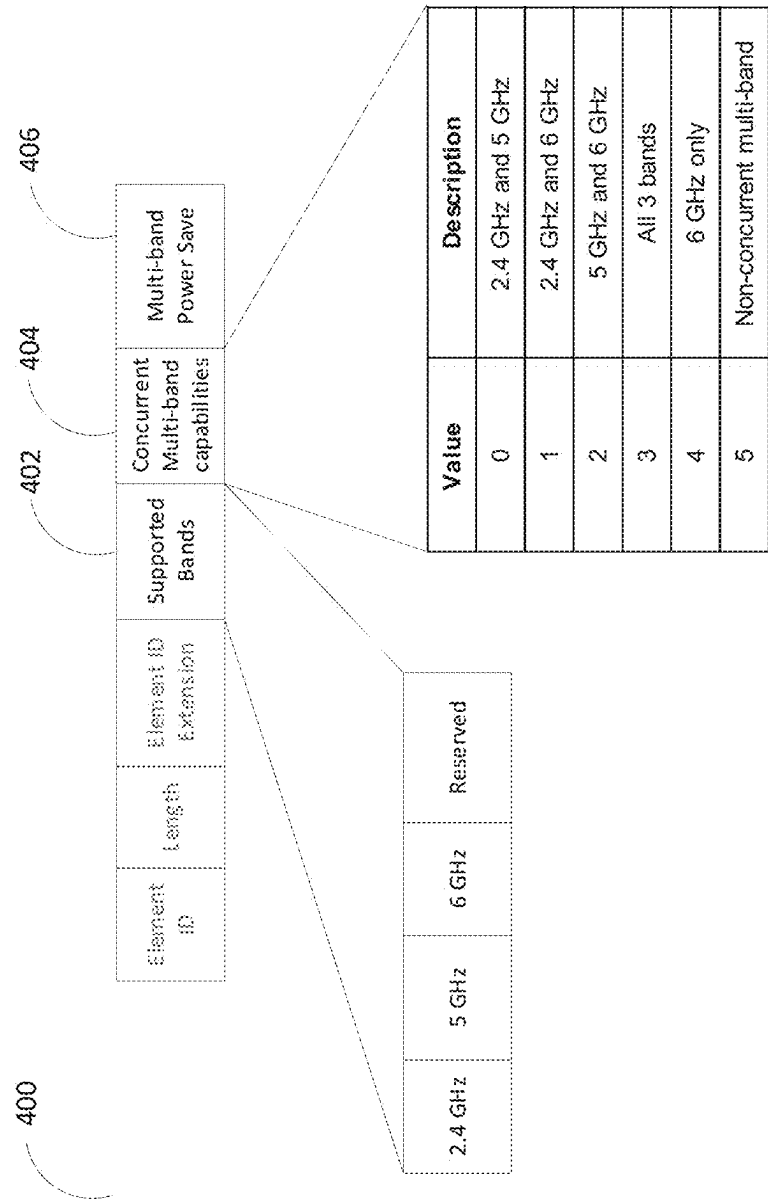 400
402
404
406
Element
ID
Length
Element ID
Extension
Supported
Bands
Concurrent
Multi-band
capabilities
Multi-band
Power Save
2.4 GHz
5 GHz
6 GHz
Reserved
Value Description
0 2.4 GHz and 5 GHz
1 2.4 GHz and 6 GHz
2 5 GHz and 6 GHz
3 All 3 bands
4 6 GHz only
5 Non-concurrent multi-band